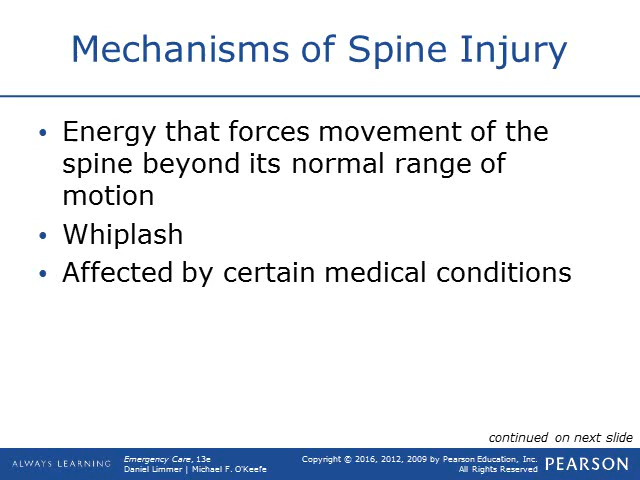 Mechanisms of Spine Injury
• Energy that forces movement of the
spine beyond its normal range of
motion
• Whiplash
• Affected by certain medical conditions
continued on next slide
ALWAYS LEARNING
Emergency Care, 13e
Daniel Limmer | Michael F. O'Keefe
Copyright © 2016, 2012, 2009 by Pearson Education, Inc.
All Rights Reserved
PEARSON